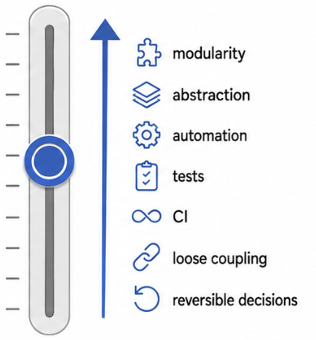 modularity
abstraction
automation
tests
CI
loose coupling
reversible decisions